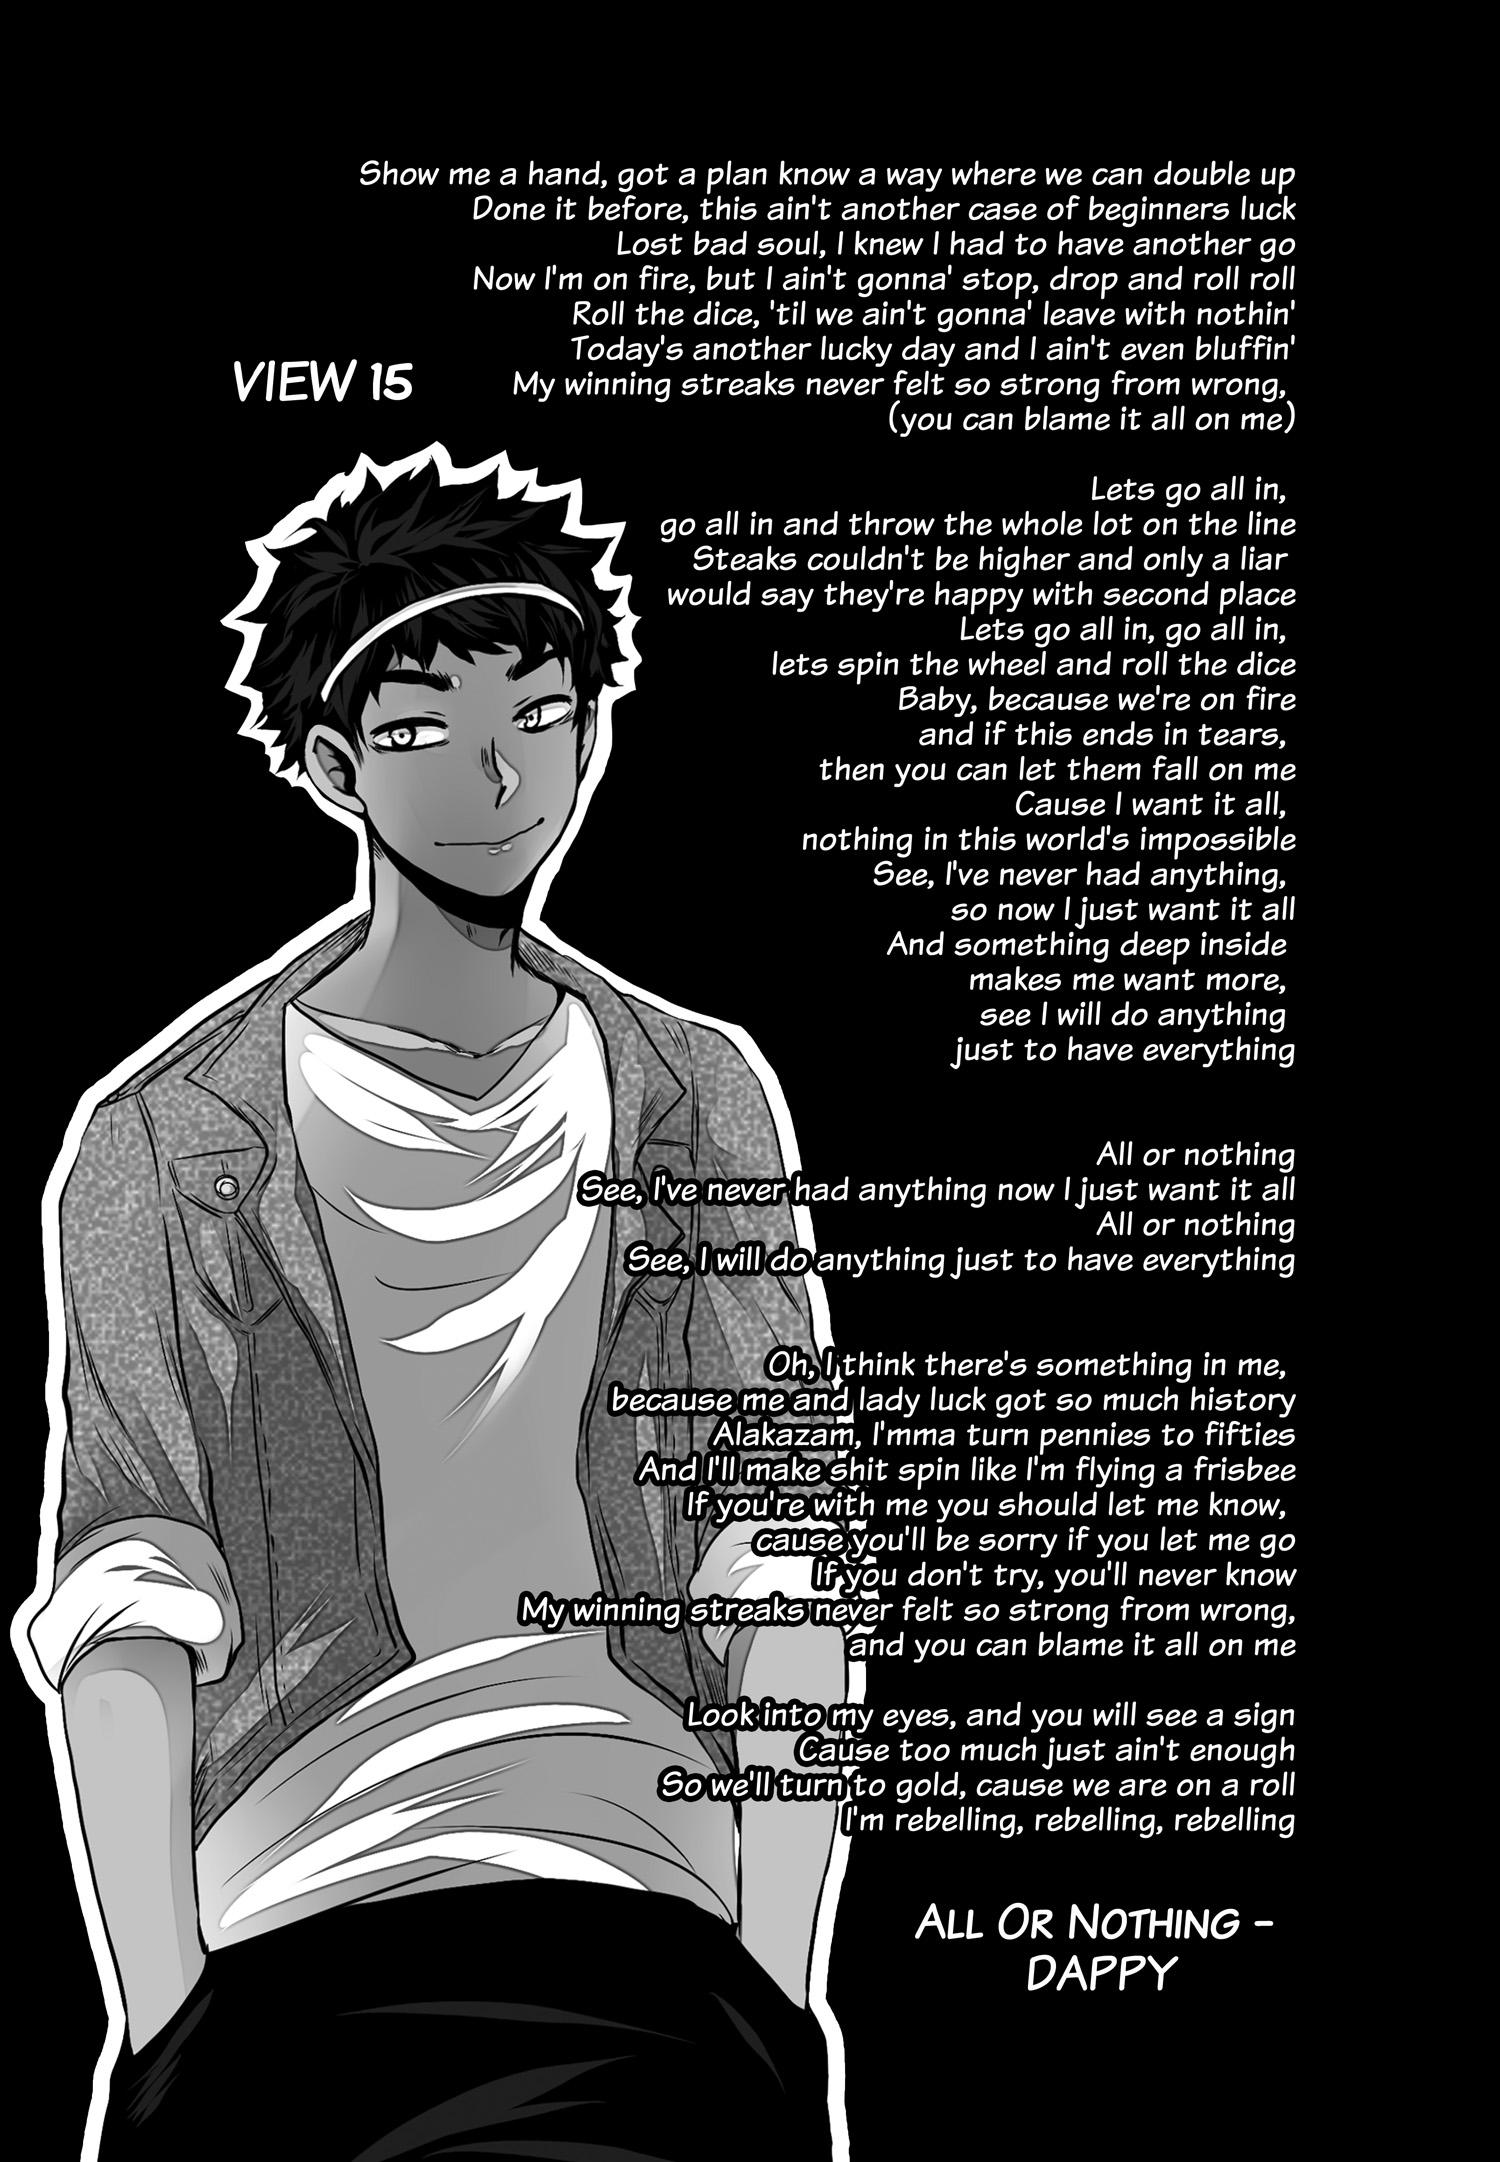 Show me a hand, got a plan know a way where we can double up
Done it before, this ain't another case of beginners luck
Lost bad soul, I knew I had to have another go
Now I'm on fire, but I ain't gonna' stop, drop and roll roll
Roll the dice, 'til we ain't gonna' leave with nothin'
Today's another lucky day and I ain't even bluffin'
VIEW 15
My winning streaks never felt so strong from wrong,
(you can blame it all on me)
Lets go all in,
go all in and throw the whole lot on the line
Steaks couldn't be higher and only a liar
would say they're happy with second place
Lets go all in, go all in,
lets spin the wheel and roll the dice
Baby, because we're on fire
and if this ends in tears,
then you can let them fall on me
Cause I want it all,
nothing in this world's impossible
See, I've never had anything,
so now I just want it all
And something deep inside
makes me want more,
see I will do anything
just to have everything
All or nothing
See, I've never had anything now I just want it all
All or nothing
See, I will do anything just to have everything
Oh, I think there's something in me,
because me and lady luck got so much history
Alakazam, I'mma turn pennies to fifties
And I'll make shit spin like I'm flying a frisbee
If you're with me you should let me know,
cause you'll be sorry if you let me go
If you don't try, you'll never know
My winning streaks never felt so strong from wrong,
and you can blame it all on me
Look into my eyes, and you will see a sign
Cause too much just ain't enough
So we'll turn to gold, cause we are on a roll
I'm rebelling, rebelling, rebelling
ALL OR NOTHING -
DAPPY